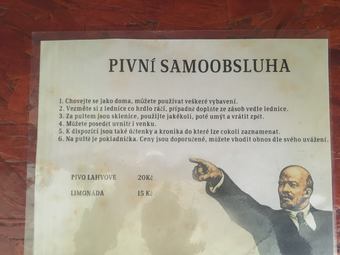 PIVNÍ SAMOOBSLUHA
1. Chovejte se jako doma, můžete používat veškeré vybavení.
2. Vezměte si z lednice co hrdlo ráčí, případně doplňte ze zásob vedle lednice.
3. Za pultem jsou sklenice, použijte jakékoli, poté umýt a vrátit zpět.
4. Můžete posedět uvnitř i venku.
5. K dispozici jsou také účtenky a kronika do které lze cokoli zaznamenat.
6. Na pultě je pokladnička. Ceny jsou doporučené, můžete vhodit obnos dle svého uvážení.
PIVO LAHVOVÉ 20Kč
LIMONÁDA 15 Kč